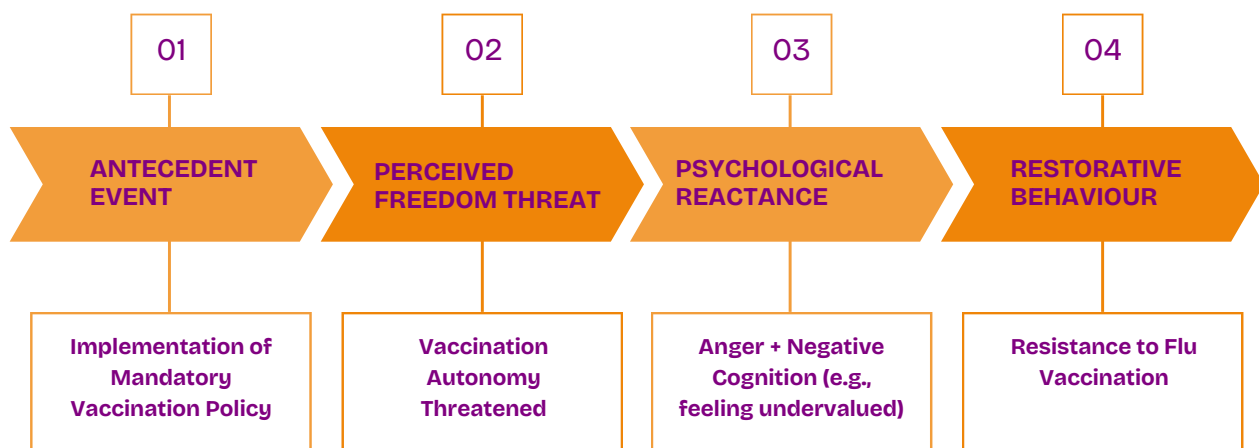 01
02
03
04
ANTECEDENT
EVENT
PERCEIVED
FREEDOM THREAT
PSYCHOLOGICAL
REACTANCE
RESTORATIVE
BEHAVIOUR
Implementation of
Mandatory
Vaccination Policy
Vaccination
Autonomy
Threatened
Anger + Negative
Cognition (e.g.,
feeling undervalued)
Resistance to Flu
Vaccination